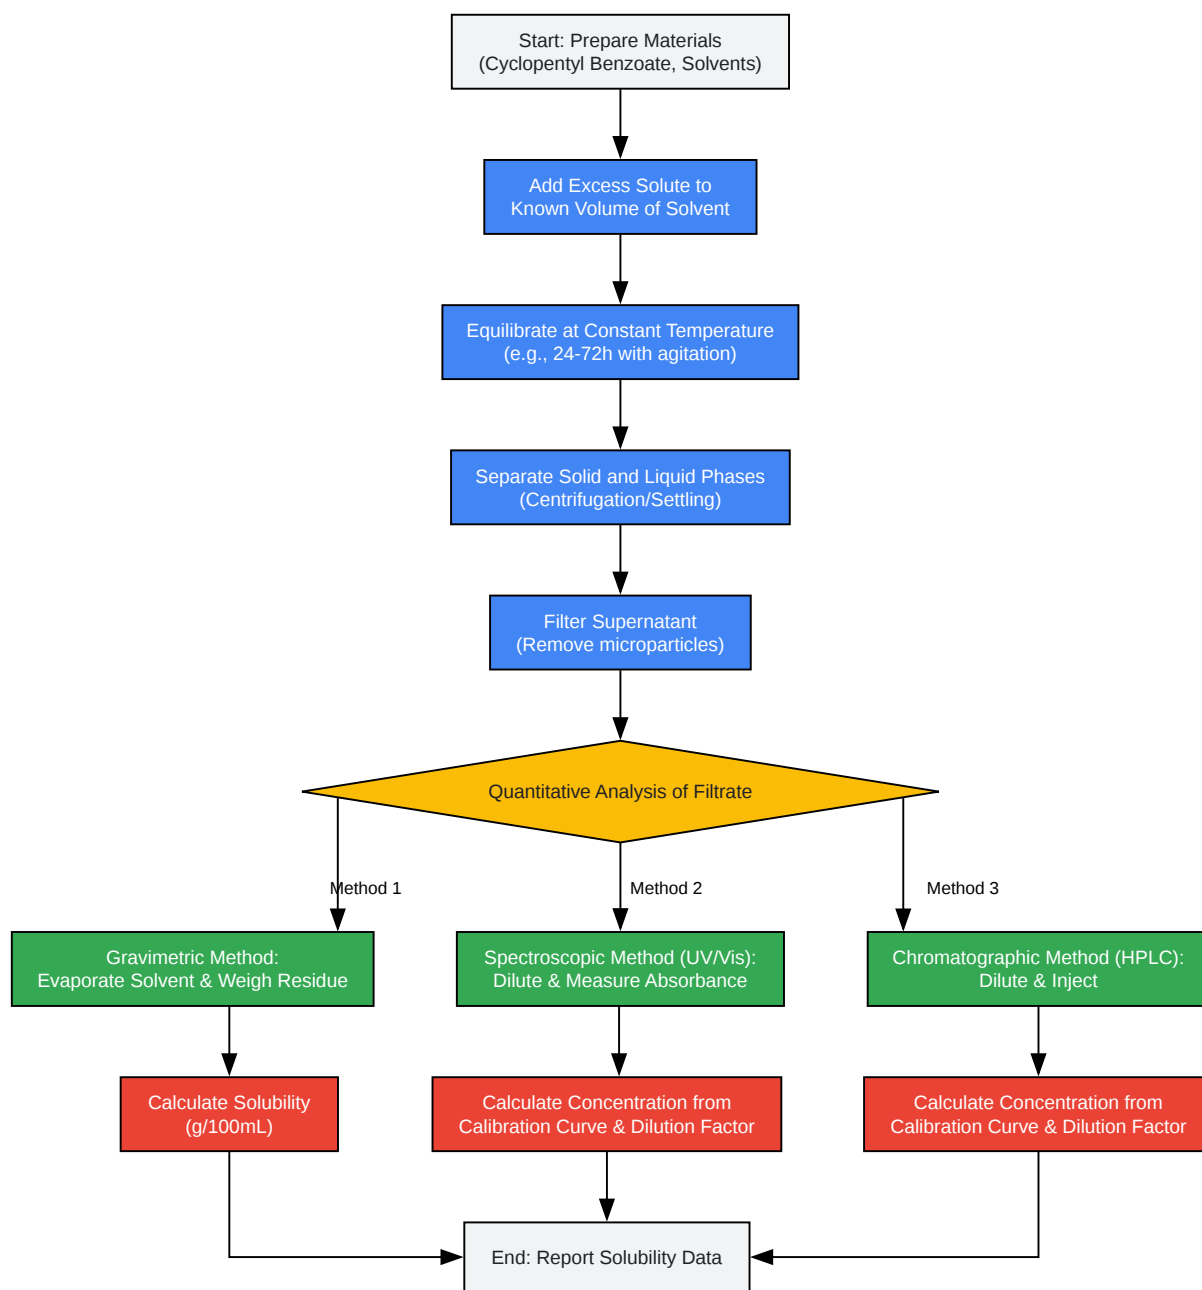 Start: Prepare Materials
(Cyclopentyl Benzoate, Solvents)
Add Excess Solute to
Known Volume of Solvent
Equilibrate at Constant Temperature
(e.g., 24-72h with agitation)
Separate Solid and Liquid Phases
(Centrifugation/Settling)
Filter Supernatant
(Remove microparticles)
Quantitative Analysis of Filtrate
Method 1
Method 2
Method 3
Gravimetric Method:
Evaporate Solvent & Weigh Residue
Spectroscopic Method (UV/Vis):
Dilute & Measure Absorbance
Chromatographic Method (HPLC):
Dilute & Inject
Calculate Solubility
(g/100mL)
Calculate Concentration from
Calibration Curve & Dilution Factor
Calculate Concentration from
Calibration Curve & Dilution Factor
End: Report Solubility Data